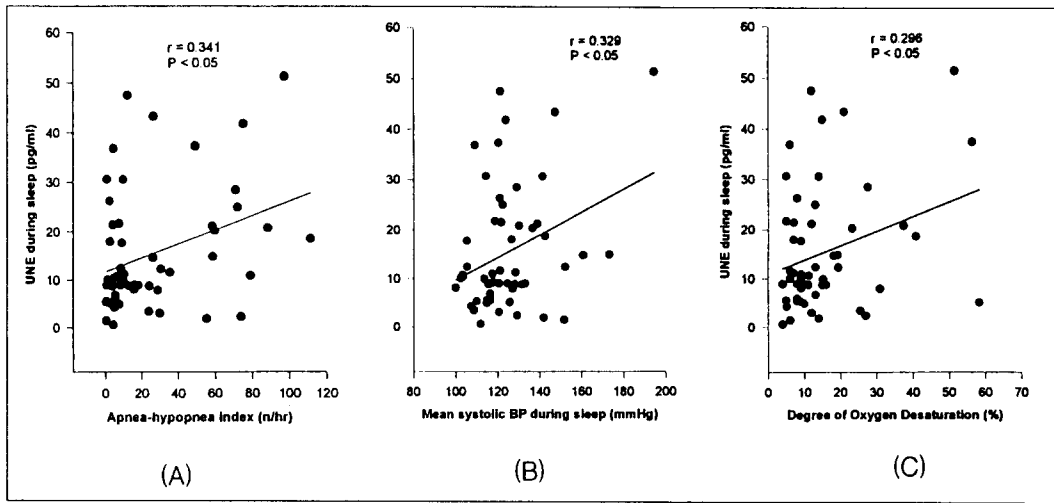 r = 0.341
P < 0.05
UNE during sleep (pg/ml)
60
50
40
30
20
10
0
0 20 40 60 80 100 120
Apnea-hypopnea Index (n/hr)
(A)
r = 0.329
P < 0.05
60
50
40
30
20
10
0
80 100 120 140 160 180 200
Mean systolic BP during sleep (mmHg)
(B)
r = 0.296
P < 0.05
UNE during sleep (pg/ml)
60
50
40
30
20
10
0
0 10 20 30 40 50 60 70
Degree of Oxygen Desaturation (%)
(C)